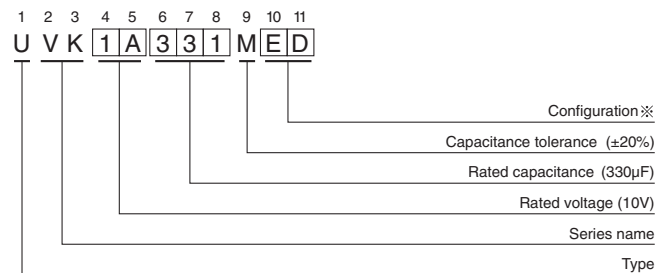 1 2 3 4 5 6 7 8 9 10 11
U V K 1 A 3 3 1 M E D
Configuration※
Capacitance tolerance (±20%)
Rated capacitance (330µF)
Rated voltage (10V)
Series name
Type